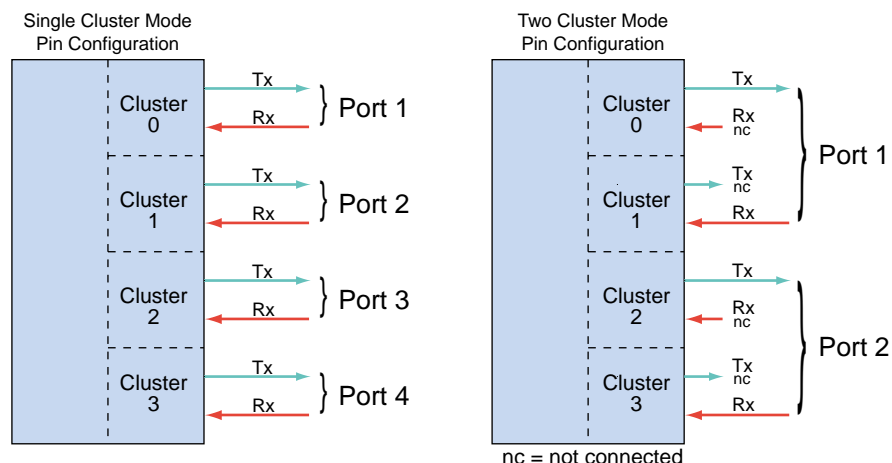 Single Cluster Mode
Pin Configuration
Cluster
0
Tx
Rx
Port 1
Cluster
1
Tx
Rx
Port 2
Cluster
2
Tx
Rx
Port 3
Cluster
3
Tx
Rx
Port 4
Two Cluster Mode
Pin Configuration
Cluster
0
Tx
Rx
nc
Cluster
1
Tx
nc
Rx
Port 1
Cluster
2
Tx
Rx
nc
Cluster
3
Tx
nc
Rx
Port 2
nc = not connected